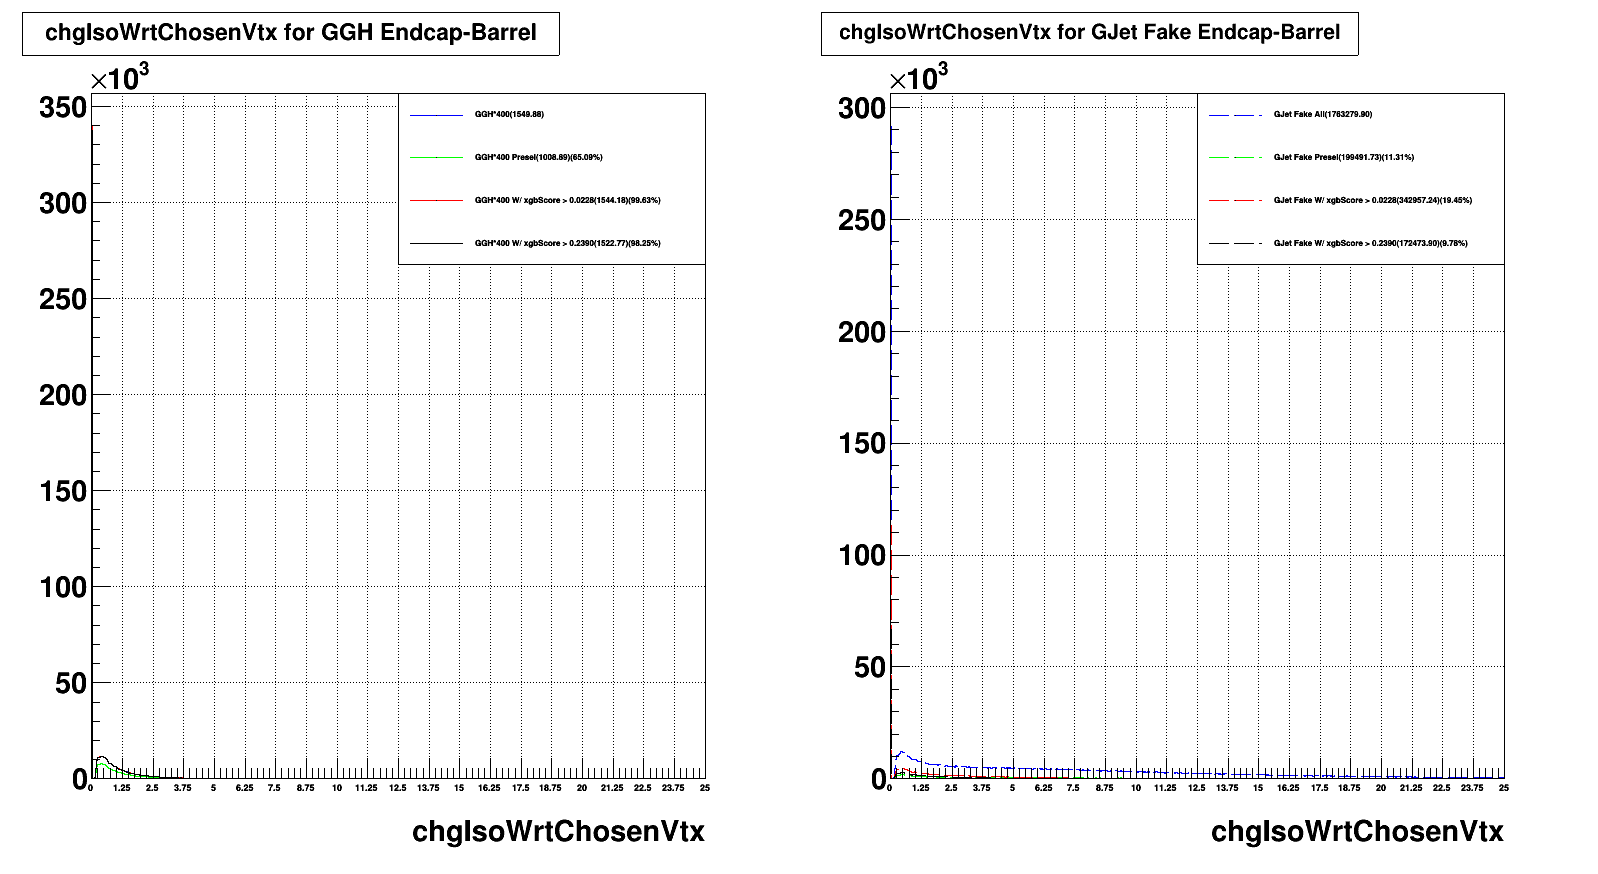 chgIsoWrtChosenVtx for GGH Endcap-Barrel
×10³
350
300
250
200
150
100
50
0
GGH*400(1549.88)
GGH*400 Presel(1008.89)(65.09%)
GGH*400 W/ xgbScore > 0.0228(1544.18)(99.63%)
GGH*400 W/ xgbScore > 0.2390(1522.77)(98.25%)
0 1.25 2.5 3.75 5 6.25 7.5 8.75 10 11.25 12.5 13.75 15 16.25 17.5 18.75 20 21.25 22.5 23.75 25
chgIsoWrtChosenVtx
chgIsoWrtChosenVtx for GJet Fake Endcap-Barrel
×10³
300
250
200
150
100
50
0
GJet Fake All(1763279.90)
GJet Fake Presel(199491.73)(11.31%)
GJet Fake W/ xgbScore > 0.0228(342957.24)(19.45%)
GJet Fake W/ xgbScore > 0.2390(172473.90)(9.78%)
0 1.25 2.5 3.75 5 6.25 7.5 8.75 10 11.25 12.5 13.75 15 16.25 17.5 18.75 20 21.25 22.5 23.75 25
chgIsoWrtChosenVtx